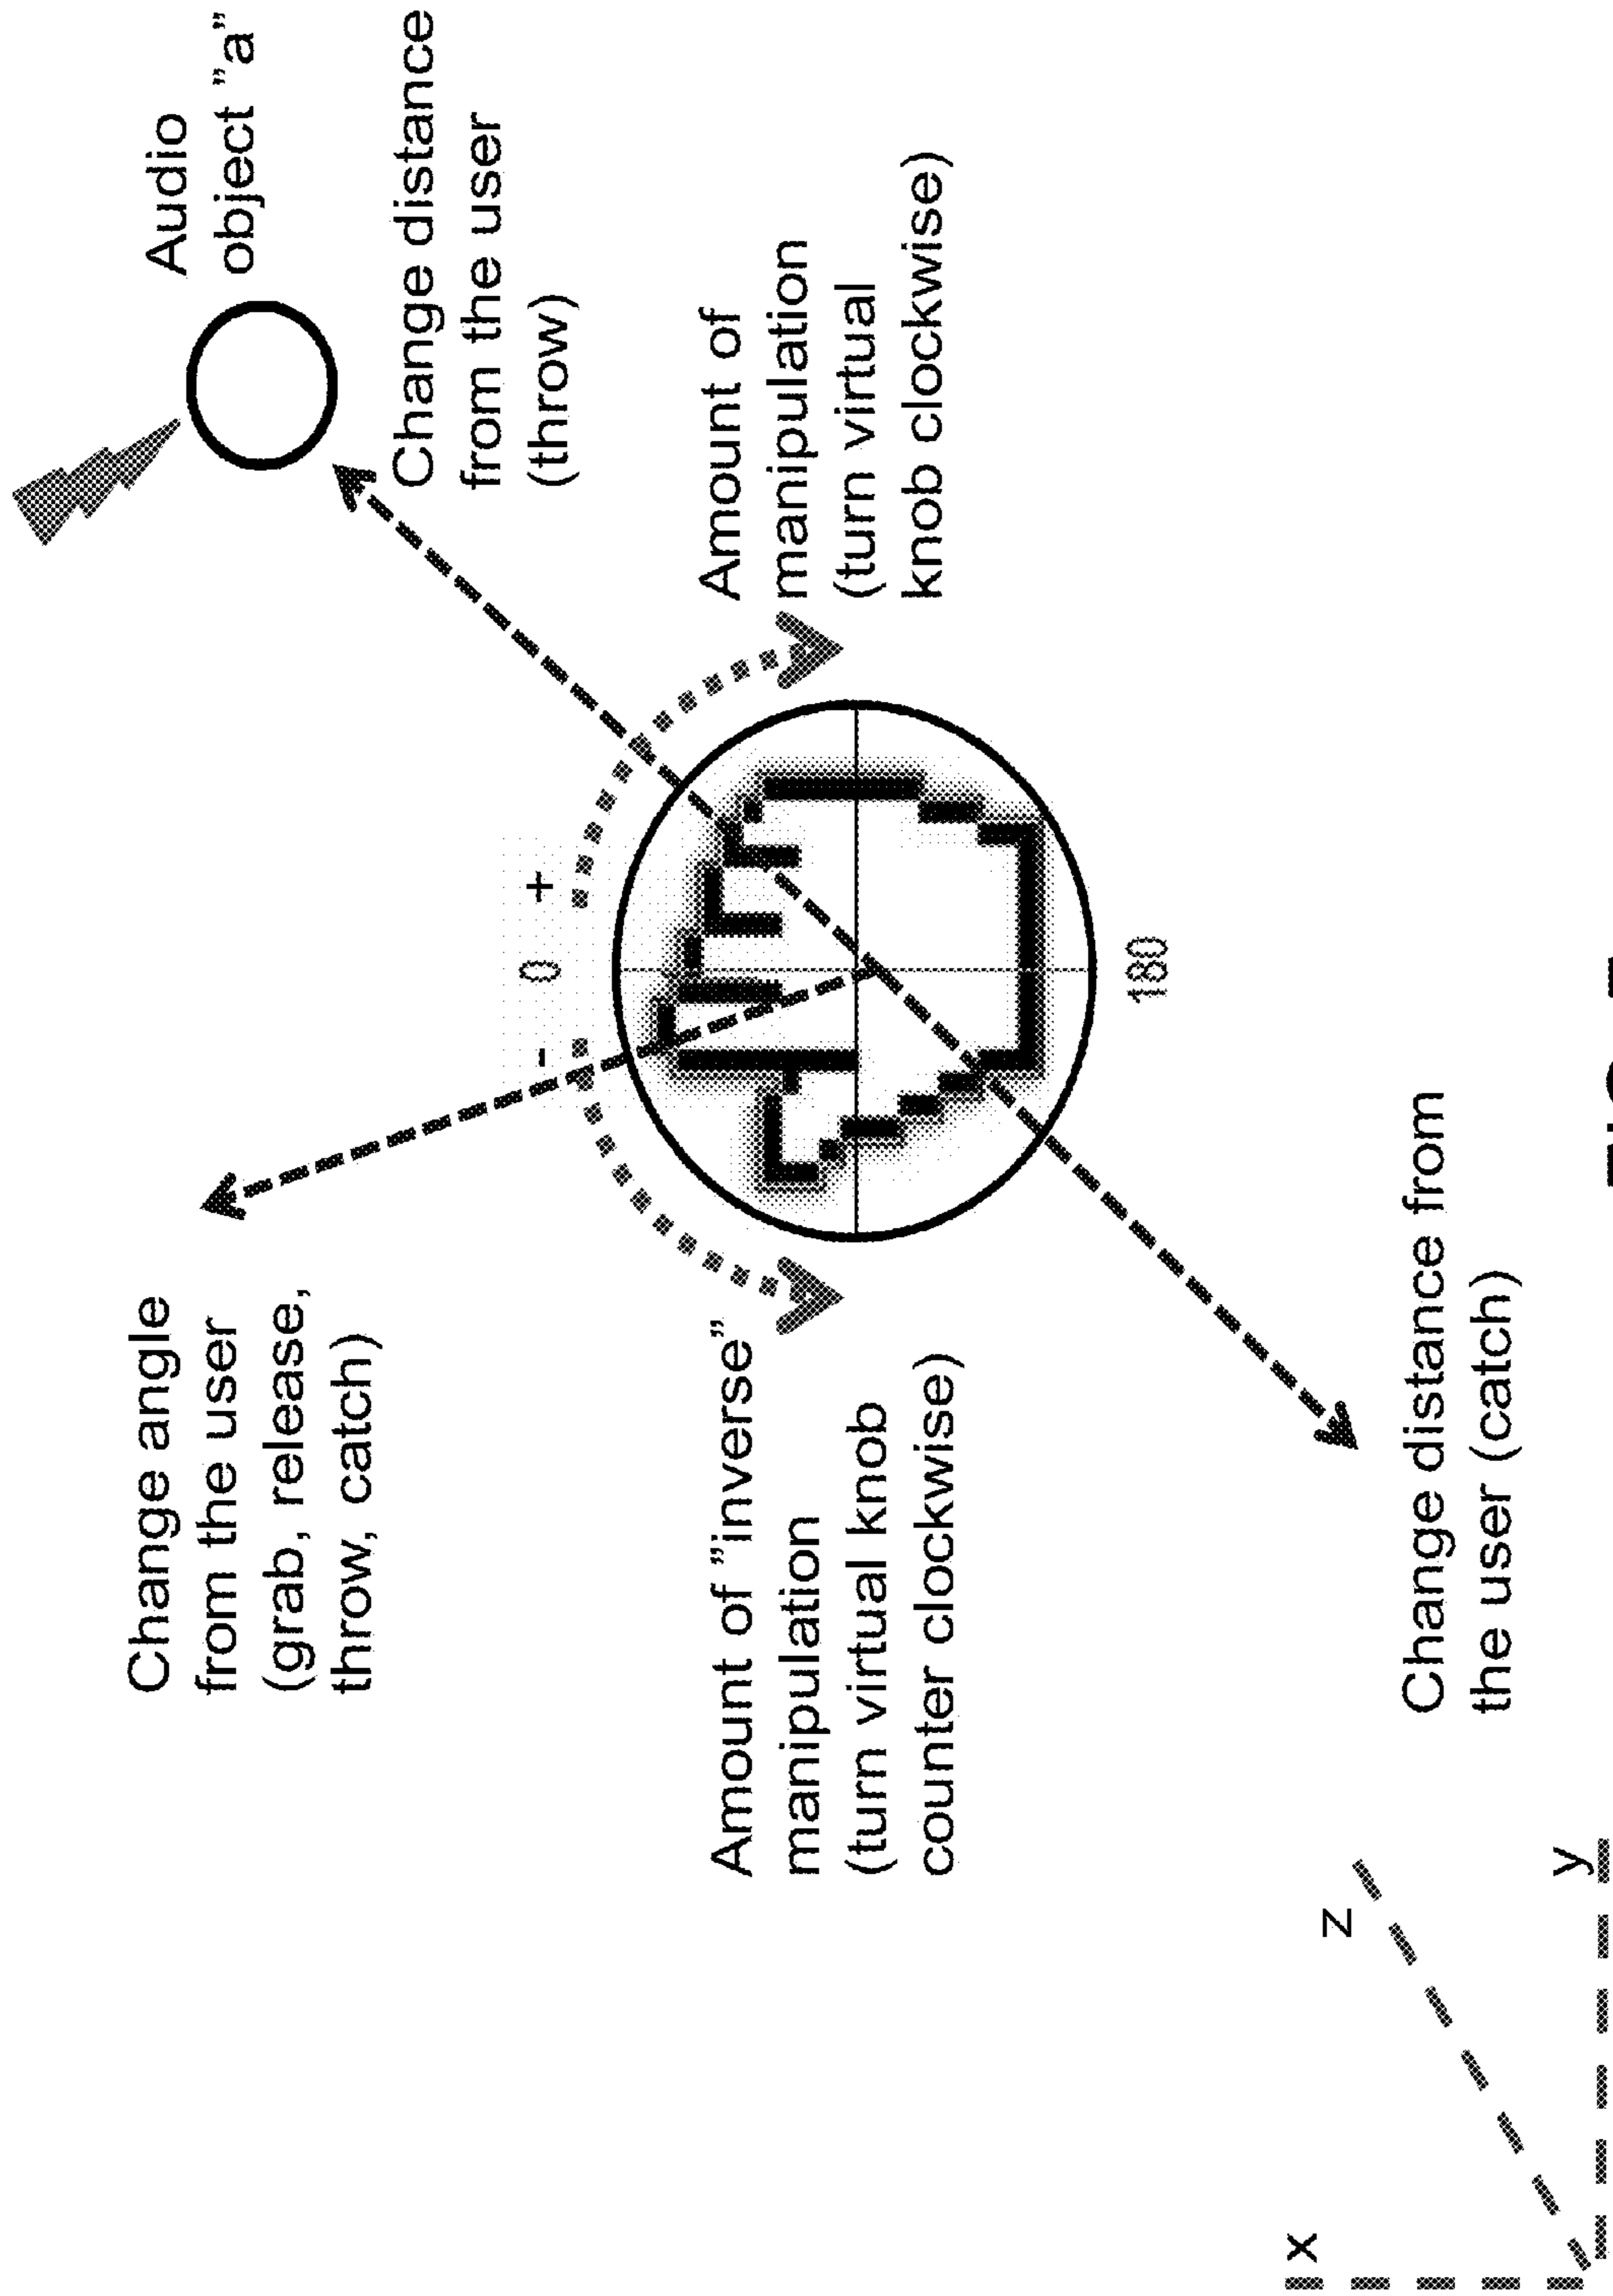 Change angle
from the user
(grab, release,
throw, catch)
Audio
object "a"
Change distance
from the user
(throw)
- 0 +
Amount of "inverse"
manipulation
(turn virtual knob
counter clockwise)
Amount of
manipulation
(turn virtual
knob clockwise)
180
Change distance from
the user (catch)
x
z
y